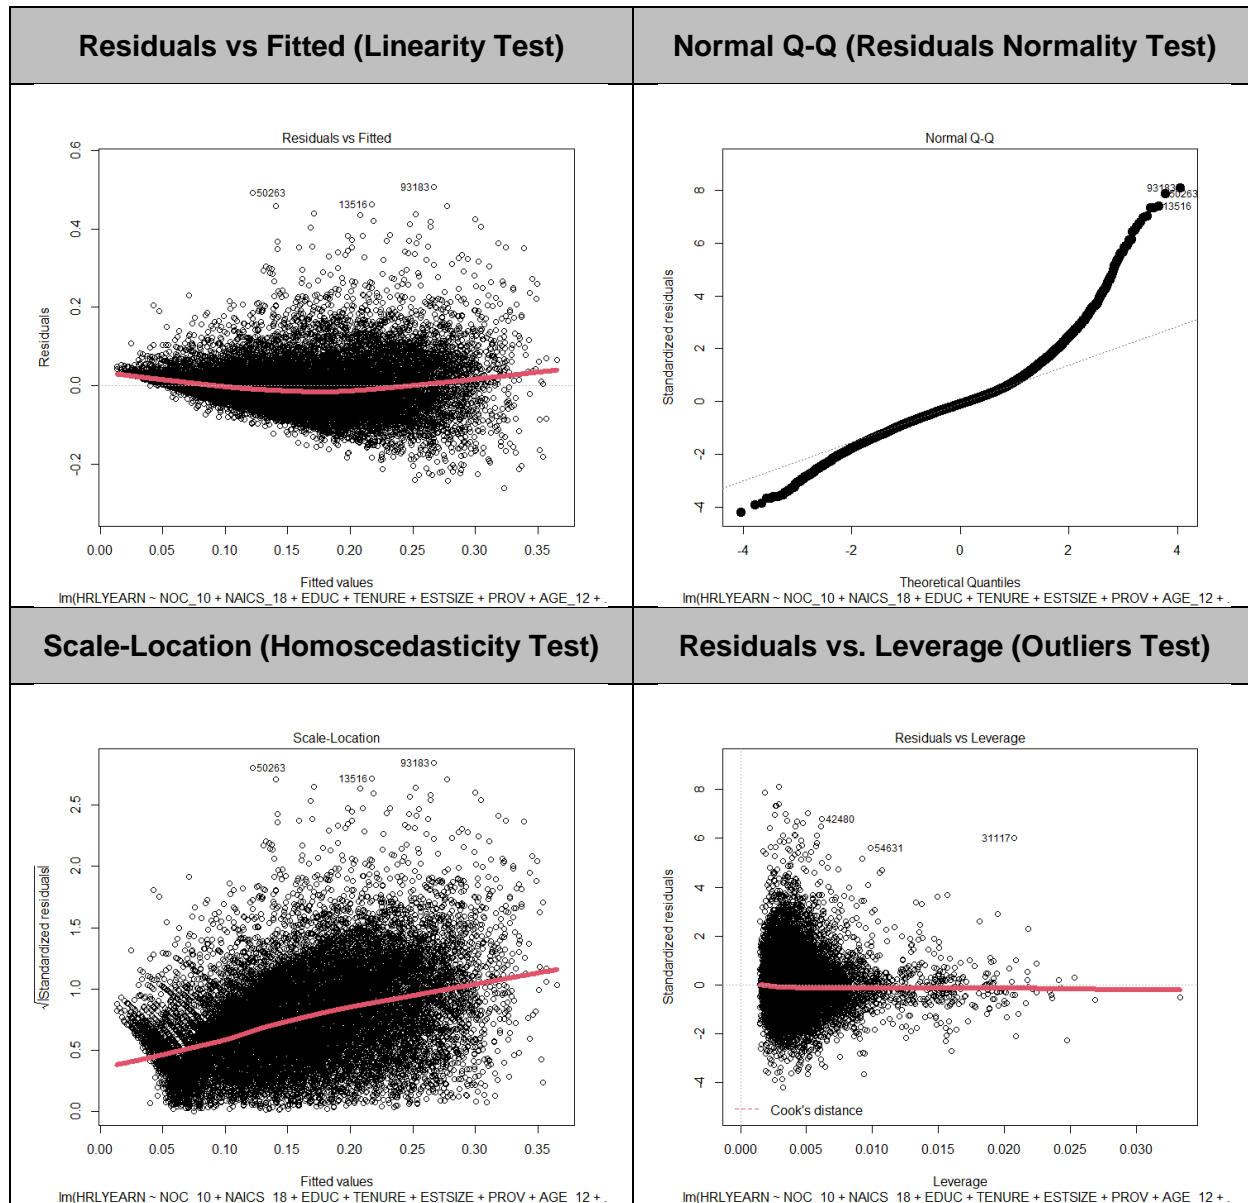 Residuals vs Fitted (Linearity Test)
Normal Q-Q (Residuals Normality Test)
Residuals vs Fitted
0.6
0.4
0.2
0.0
-0.2
Residuals
50263
93183
13516
0.00 0.05 0.10 0.15 0.20 0.25 0.30 0.35
Fitted values
lm(HRLYEARN ~ NOC_10 + NAICS_18 + EDUC + TENURE + ESTSIZE + PROV + AGE_12 + .
Normal Q-Q
8
6
4
2
0
-2
-4
Standardized residuals
93183
50263
13516
-4 -2 0 2 4
Theoretical Quantiles
lm(HRLYEARN ~ NOC_10 + NAICS_18 + EDUC + TENURE + ESTSIZE + PROV + AGE_12 + .
Scale-Location (Homoscedasticity Test)
Residuals vs. Leverage (Outliers Test)
Scale-Location
2.5
2.0
1.5
1.0
0.5
0.0
√|Standardized residuals|
50263
93183
13516
0.00 0.05 0.10 0.15 0.20 0.25 0.30 0.35
Fitted values
lm(HRLYEARN ~ NOC_10 + NAICS_18 + EDUC + TENURE + ESTSIZE + PROV + AGE_12 + .
Residuals vs Leverage
8
6
4
2
0
-2
-4
Standardized residuals
42480
54631
31117
Cook's distance
0.000 0.005 0.010 0.015 0.020 0.030
Leverage
lm(HRLYEARN ~ NOC_10 + NAICS_18 + EDUC + TENURE + ESTSIZE + PROV + AGE_12 + .